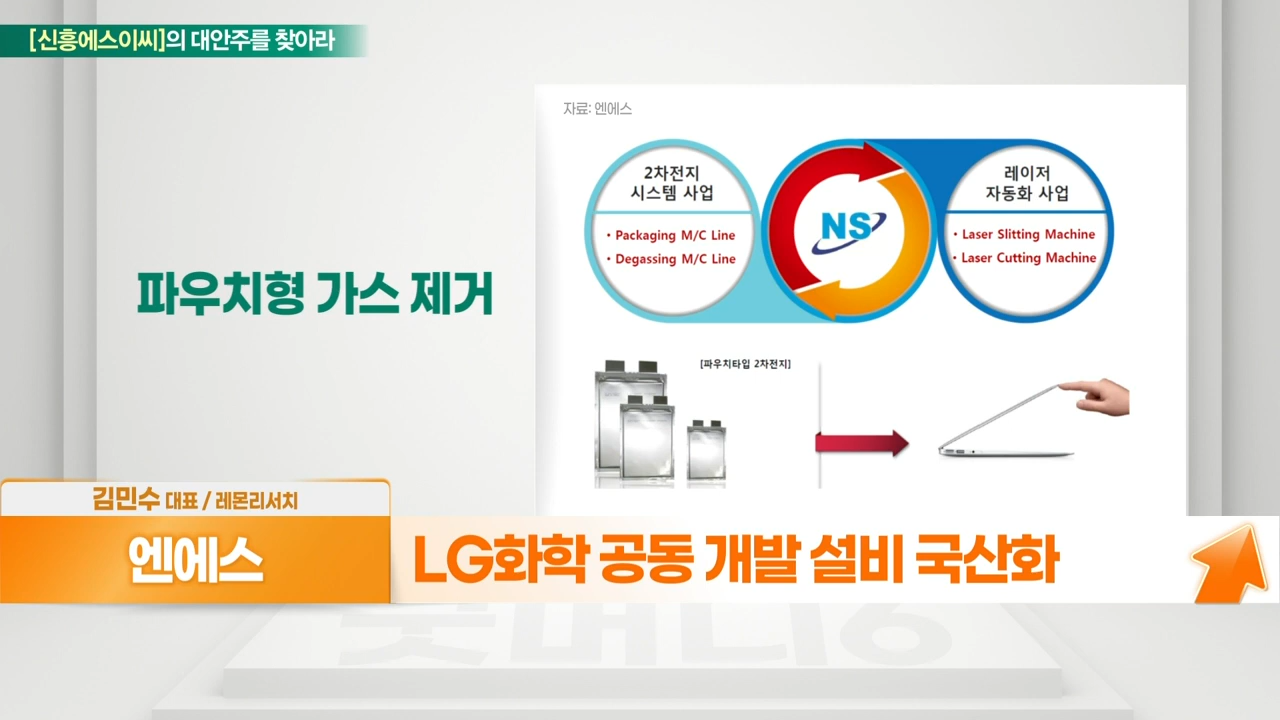 [신흥에스이씨]의 대안주를 찾아라
자료: 엔에스
2차전지
시스템 사업
• Packaging M/C Line
• Degassing M/C Line
NS
레이저
자동화 사업
• Laser Slitting Machine
• Laser Cutting Machine
파우치형 가스 제거
[파우치타입 2차전지]
김민수 대표 / 레몬리서치
엔에스
LG화학 공동 개발 설비 국산화